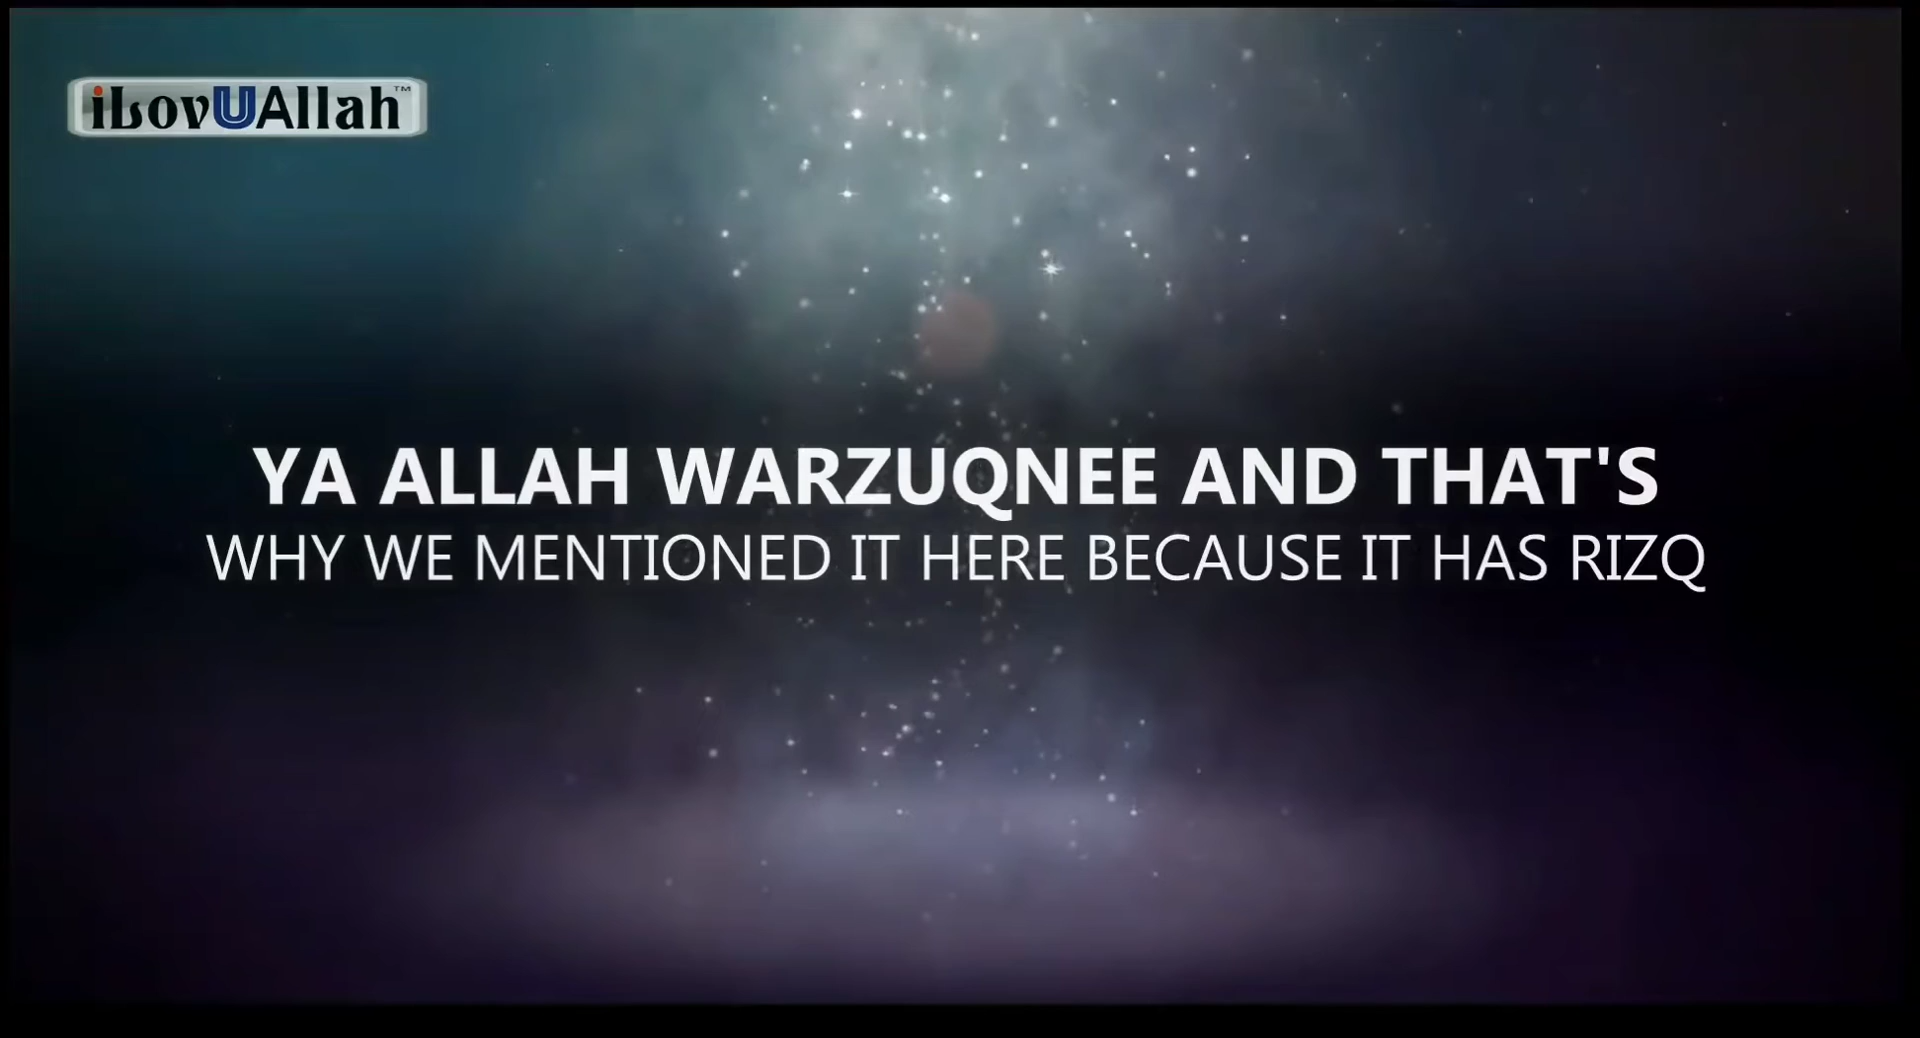 iLovUAllah™
YA ALLAH WARZUQNEE AND THAT'S
WHY WE MENTIONED IT HERE BECAUSE IT HAS RIZQ